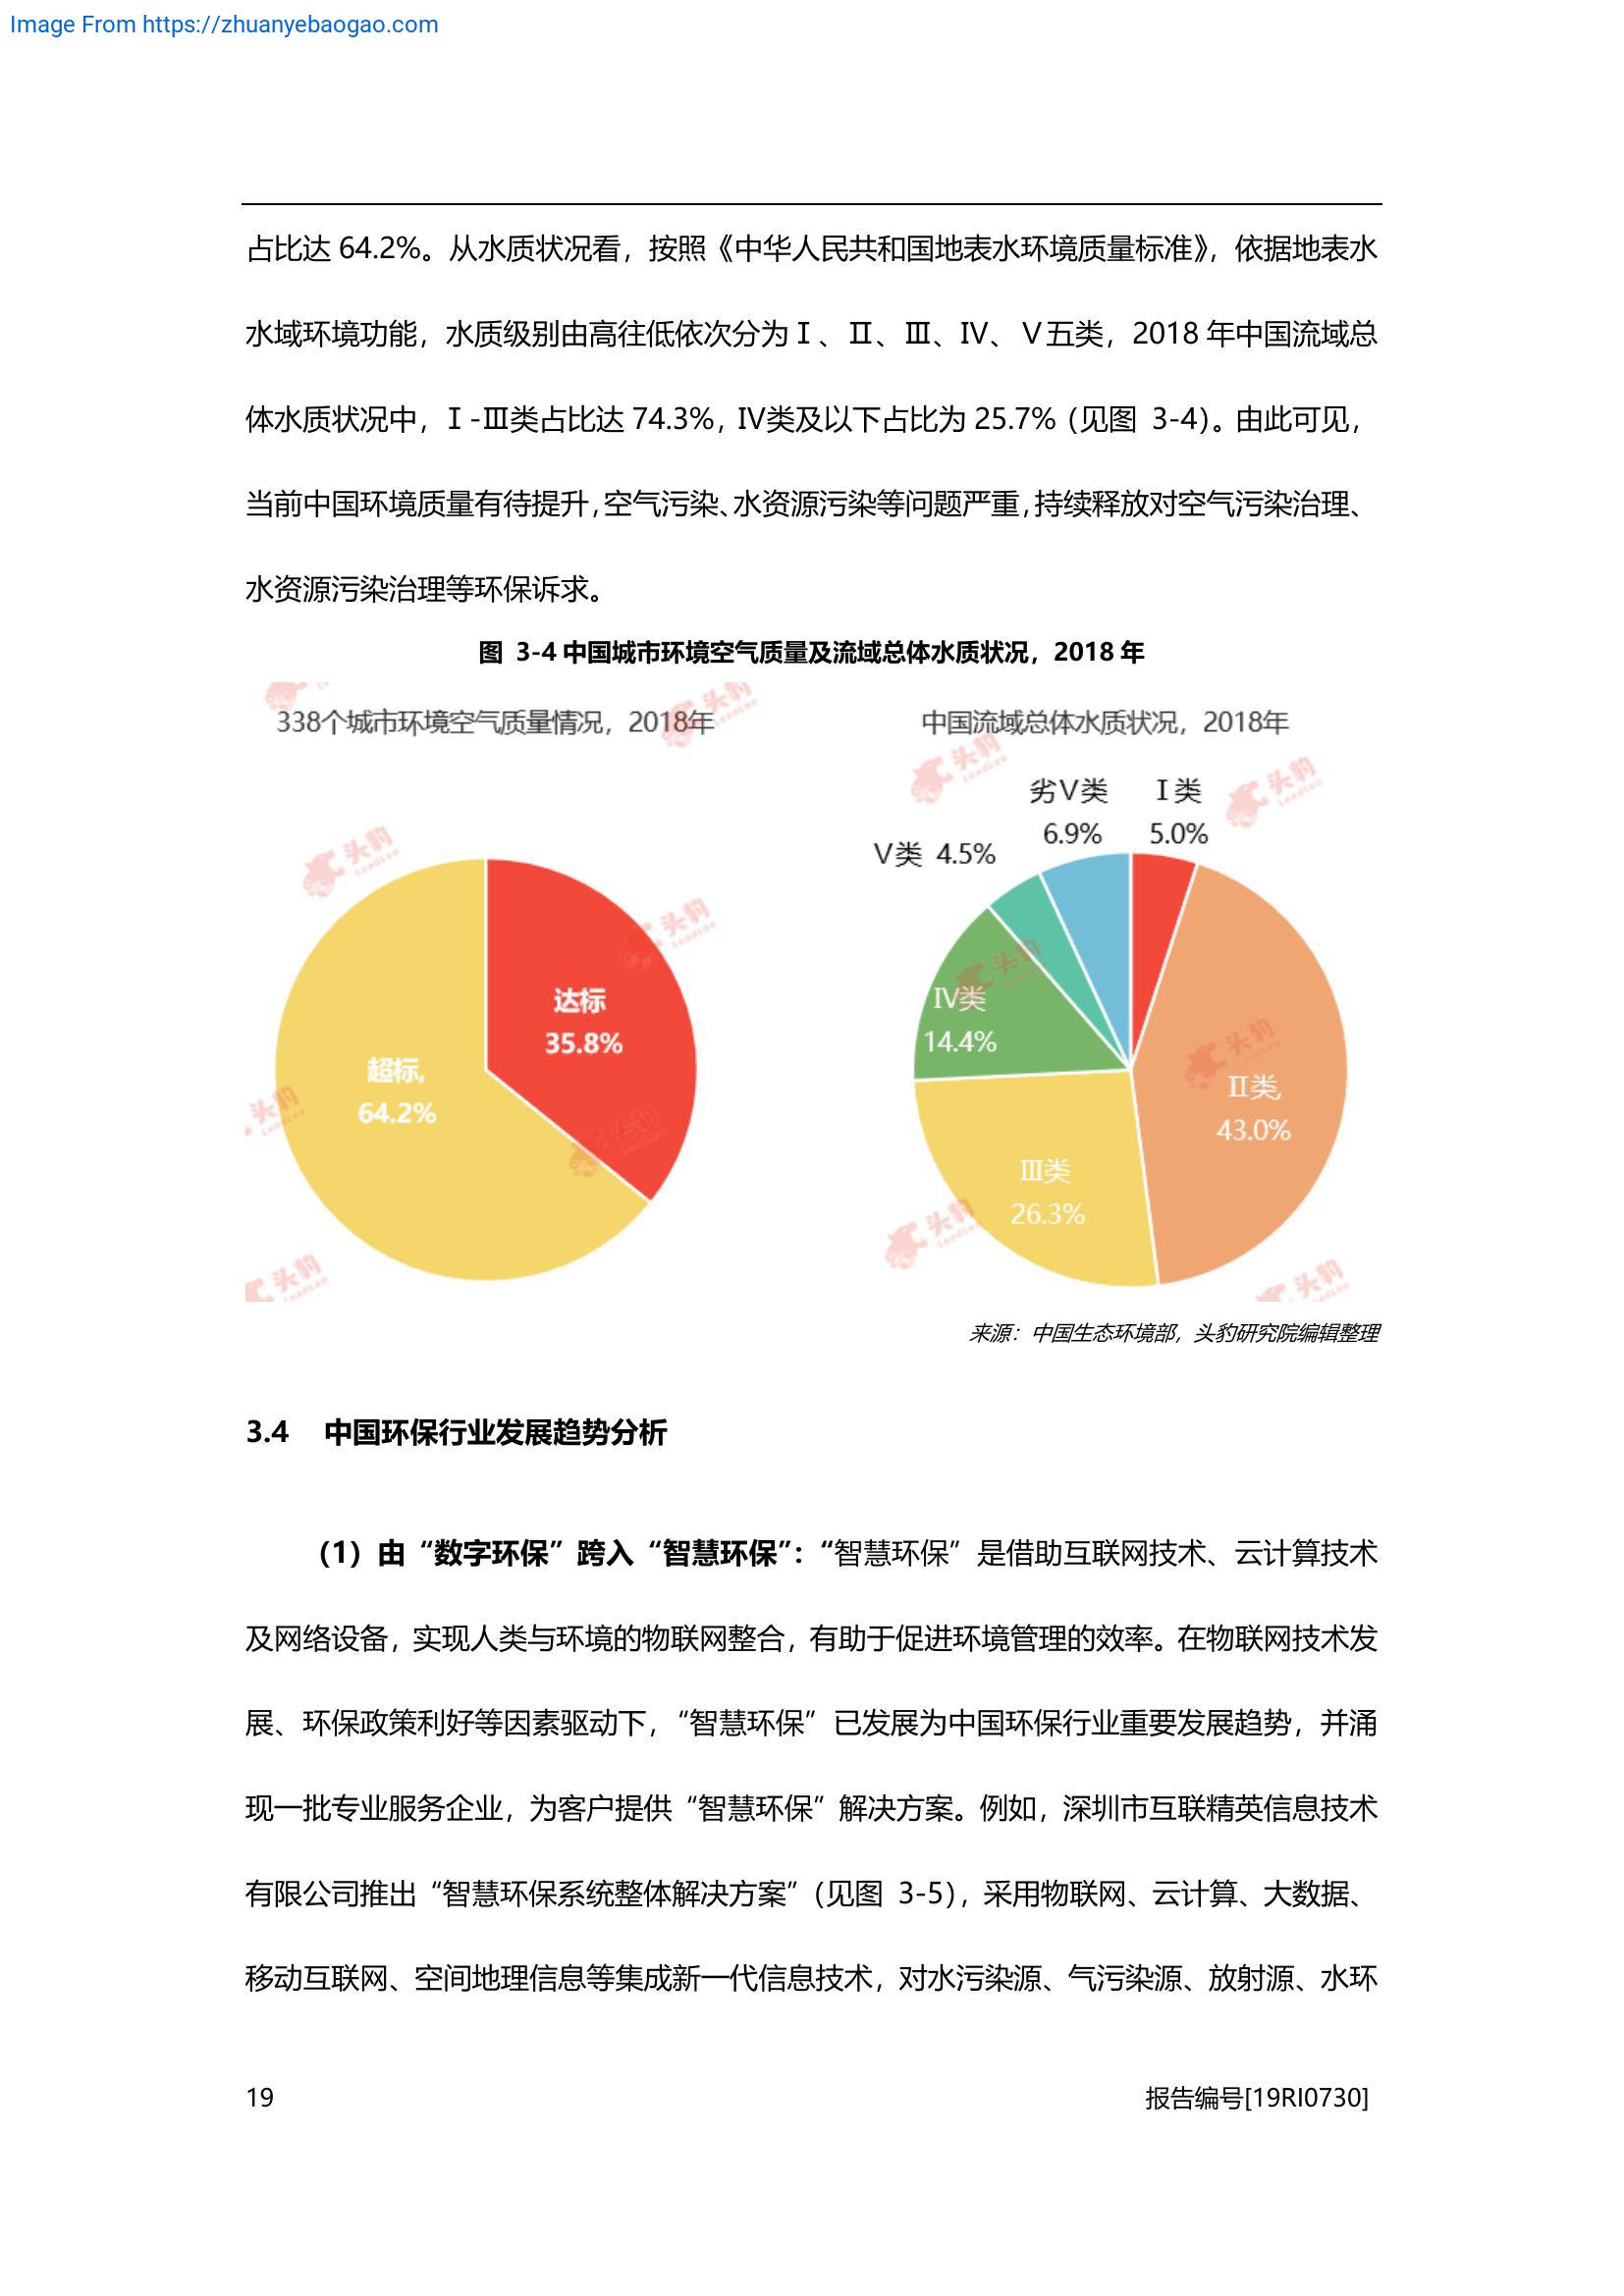 Image From https://zhuanyebaogao.com
占比达 64.2%。从水质状况看，按照《中华人民共和国地表水环境质量标准》，依据地表水
水域环境功能，水质级别由高往低依次分为Ⅰ、Ⅱ、Ⅲ、Ⅳ、Ⅴ五类，2018 年中国流域总
体水质状况中，Ⅰ-Ⅲ类占比达 74.3%，Ⅳ类及以下占比为 25.7%（见图 3-4）。由此可见，
当前中国环境质量有待提升，空气污染、水资源污染等问题严重，持续释放对空气污染治理、
水资源污染治理等环保诉求。
图 3-4 中国城市环境空气质量及流域总体水质状况，2018 年
338个城市环境空气质量情况，2018年
达标
35.8%
超标,
64.2%
中国流域总体水质状况，2018年
劣Ⅴ类
6.9%
Ⅰ类
5.0%
Ⅴ类 4.5%
Ⅳ类
14.4%
Ⅱ类,
43.0%
Ⅲ类
26.3%
头豹
LeadLeo
来源：中国生态环境部，头豹研究院编辑整理
3.4 中国环保行业发展趋势分析
（1）由“数字环保”跨入“智慧环保”：“智慧环保”是借助互联网技术、云计算技术
及网络设备，实现人类与环境的物联网整合，有助于促进环境管理的效率。在物联网技术发
展、环保政策利好等因素驱动下，“智慧环保”已发展为中国环保行业重要发展趋势，并涌
现一批专业服务企业，为客户提供“智慧环保”解决方案。例如，深圳市互联精英信息技术
有限公司推出“智慧环保系统整体解决方案”（见图 3-5），采用物联网、云计算、大数据、
移动互联网、空间地理信息等集成新一代信息技术，对水污染源、气污染源、放射源、水环
19
报告编号[19RI0730]